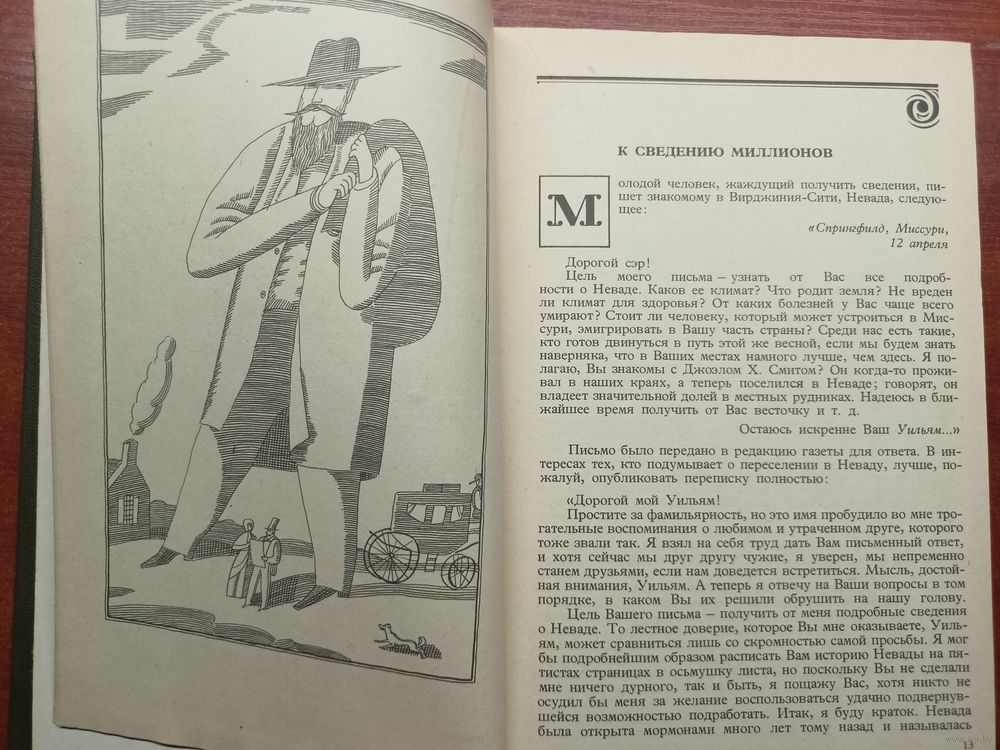 К СВЕДЕНИЮ МИЛЛИОНОВ
Молодой человек, жаждущий получить сведения, пи-
шет знакомому в Вирджиния-Сити, Невада, следую-
щее:
«Спрингфилд, Миссури,
12 апреля
Дорогой сэр!
Цель моего письма — узнать от Вас все подроб-
ности о Неваде. Каков ее климат? Что родит земля? Не вреден
ли климат для здоровья? От каких болезней у Вас чаще всего
умирают? Стоит ли человеку, который может устроиться в Мис-
сури, эмигрировать в Вашу часть страны? Среди нас есть такие,
кто готов двинуться в путь этой же весной, если мы будем знать
наверняка, что в Ваших местах намного лучше, чем здесь. Я по-
лагаю, Вы знакомы с Джоэлом Х. Смитом? Он когда-то прожи-
вал в наших краях, а теперь поселился в Неваде; говорят, он
владеет значительной долей в местных рудниках. Надеюсь в бли-
жайшее время получить от Вас весточку и т. д.
Остаюсь искренне Ваш Уильям...»
Письмо было передано в редакцию газеты для ответа. В ин-
тересах тех, кто подумывает о переселении в Неваду, лучше, по-
жалуй, опубликовать переписку полностью:
«Дорогой мой Уильям!
Простите за фамильярность, но это имя пробудило во мне тро-
гательные воспоминания о любимом и утраченном друге, которого
тоже звали так. Я взял на себя труд дать Вам письменный ответ,
и хотя сейчас мы друг другу чужие, я уверен, мы непременно
станем друзьями, если нам доведется встретиться. Мысль, достой-
ная внимания, Уильям. А теперь я отвечу на Ваши вопросы в том
порядке, в каком Вы их решили обрушить на нашу голову.
Цель Вашего письма — получить от меня подробные сведения
о Неваде. То лестное доверие, которое Вы мне оказываете, Уиль-
ям, может сравниться лишь со скромностью самой просьбы. Я мог
бы подробнейшим образом расписать Вам историю Невады на пя-
тистах страницах в осьмушку листа, но поскольку Вы не сделали
мне ничего дурного, так и быть, я пощажу Вас, хотя никто не
осудил бы меня за желание воспользоваться удачно подвернув-
шейся возможностью подработать. Итак, я буду краток. Невада
была открыта мормонами много лет тому назад и называлась
13